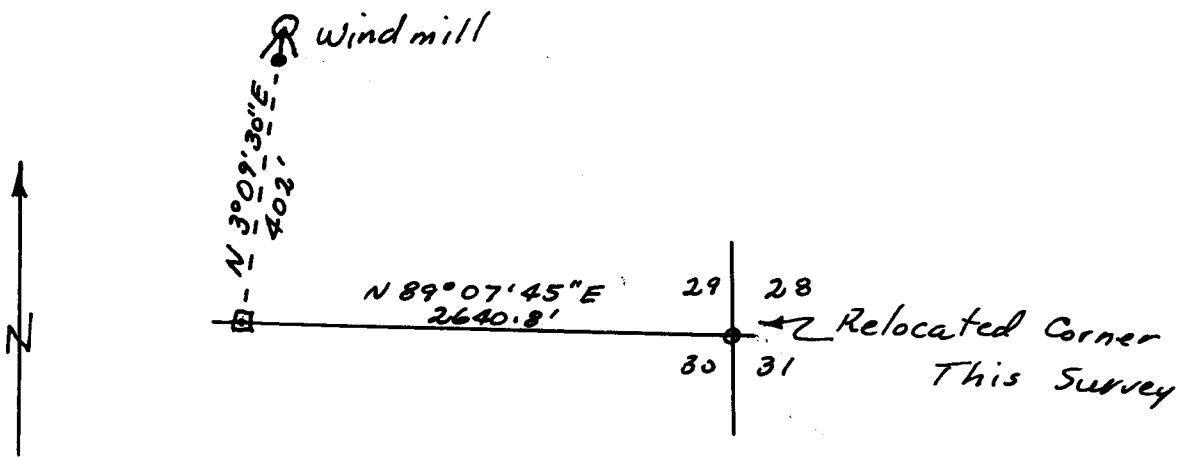 Windmill
N 3°09'30"E
402'
N 89°07'45"E
2640.8'
29 28
30 31
Relocated Corner
This Survey
N